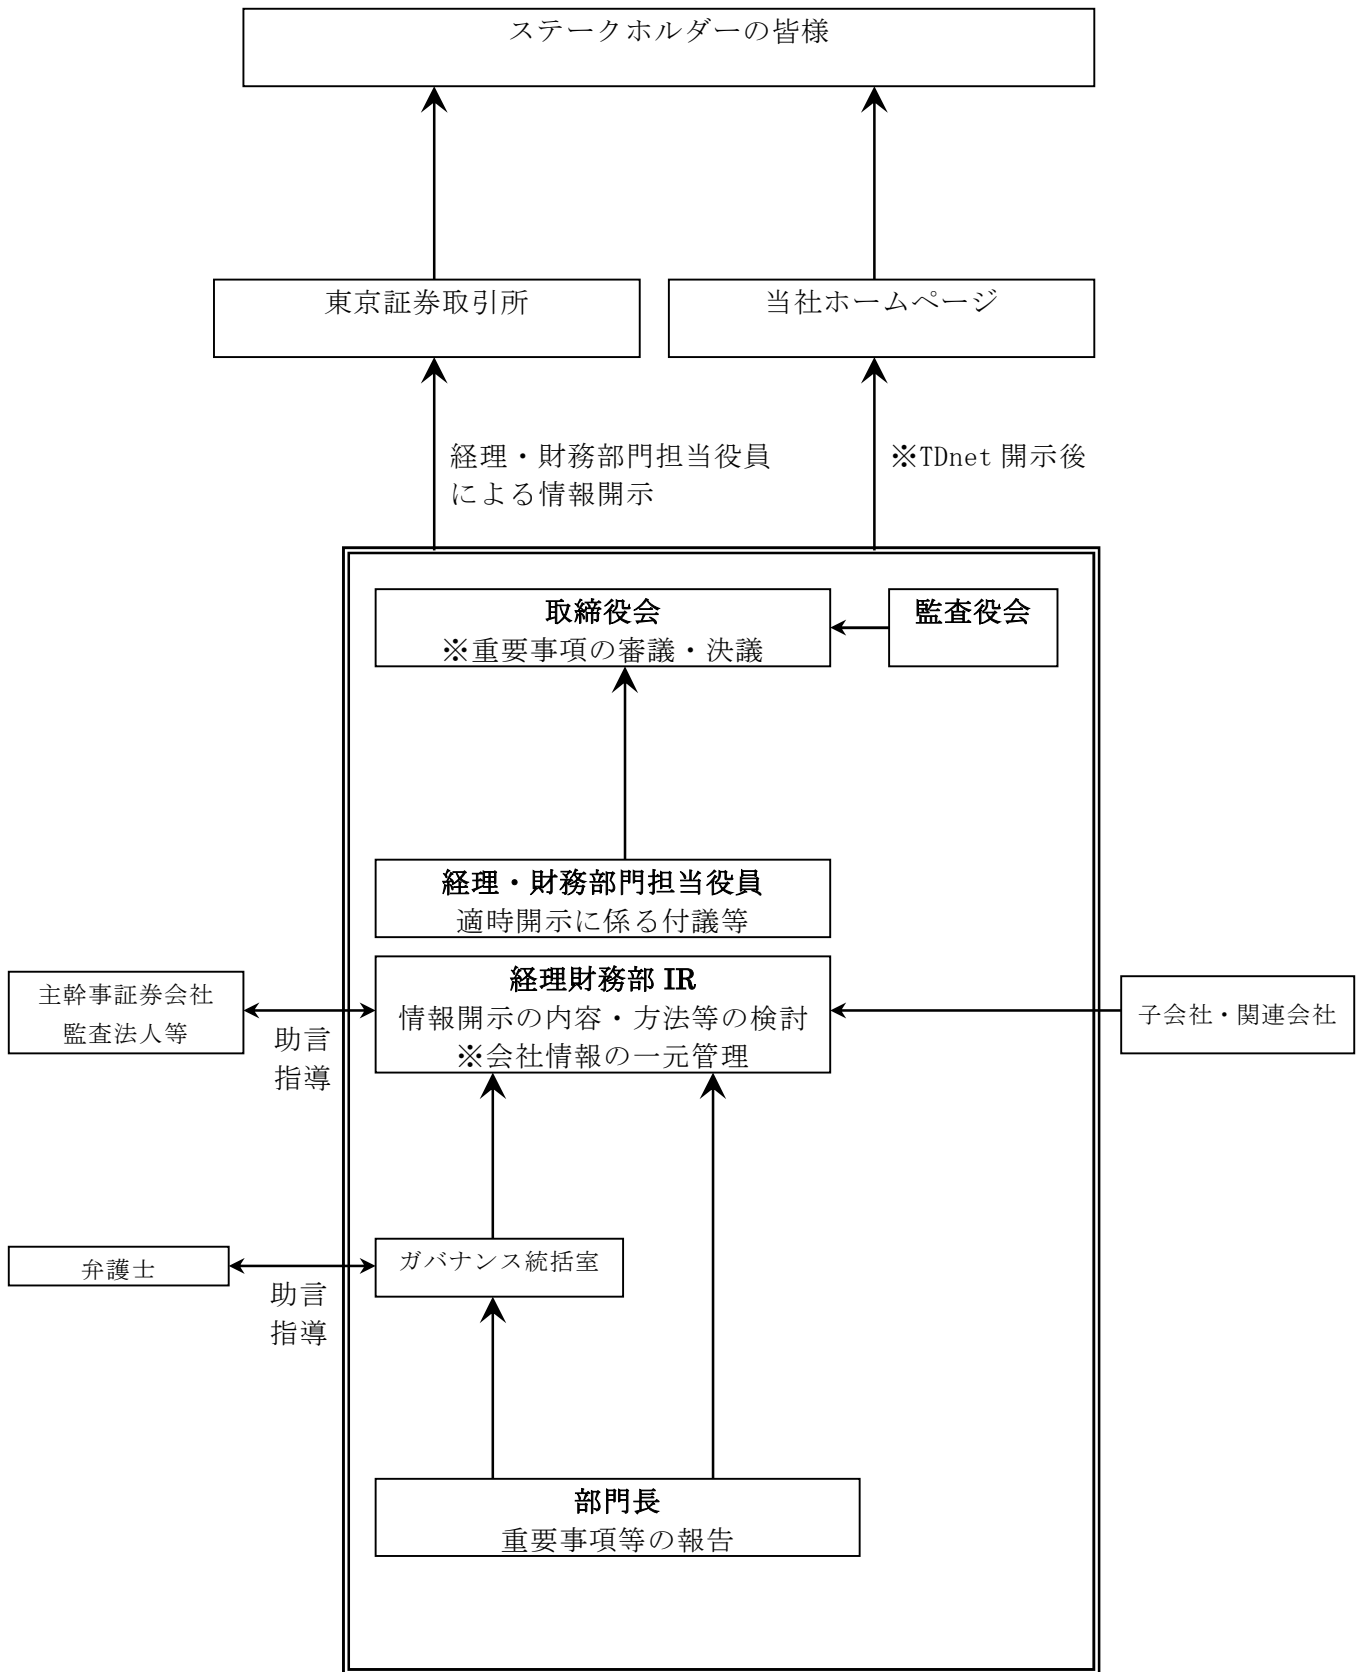 ステークホルダーの皆様
東京証券取引所
当社ホームページ
経理・財務部門担当役員
による情報開示
※TDnet 開示後
取締役会
※重要事項の審議・決議
監査役会
経理・財務部門担当役員
適時開示に係る付議等
主幹事証券会社
監査法人等
助言
指導
経理財務部 IR
情報開示の内容・方法等の検討
※会社情報の一元管理
子会社・関連会社
弁護士
助言
指導
ガバナンス統括室
部門長
重要事項等の報告